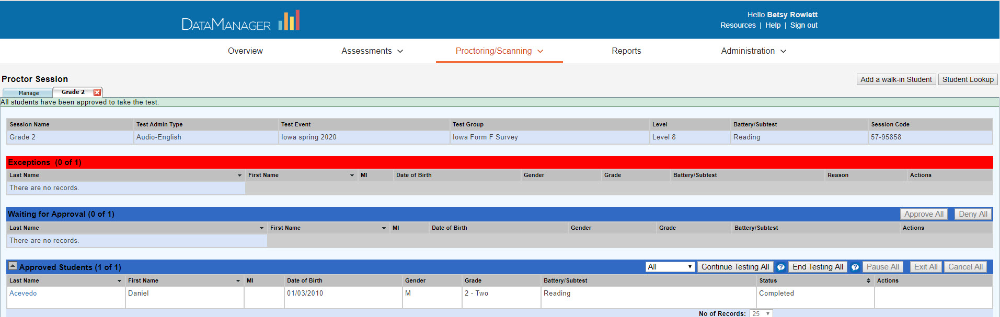 DATAMANAGER
Hello Betsy Rowlett
Resources | Help | Sign out
Overview Assessments Proctoring/Scanning Reports Administration
Proctor Session
Add a walk-in Student Student Lookup
Manage Grade 2
All students have been approved to take the test.
Session Name Test Admin Type Test Event Test Group Level Battery/Subtest Session Code
Grade 2 Audio-English Iowa spring 2020 Iowa Form F Survey Level 8 Reading 57-95858
Exceptions (0 of 1)
Last Name First Name MI Date of Birth Gender Grade Battery/Subtest Reason Actions
There are no records.
Waiting for Approval (0 of 1) Approve All Deny All
Last Name First Name MI Date of Birth Gender Grade Battery/Subtest Actions
There are no records.
Approved Students (1 of 1) All Continue Testing All ? End Testing All ? Pause All Exit All Cancel All
Last Name First Name MI Date of Birth Gender Grade Battery/Subtest Status Actions
Acevedo Daniel 01/03/2010 M 2 - Two Reading Completed
No of Records: 25